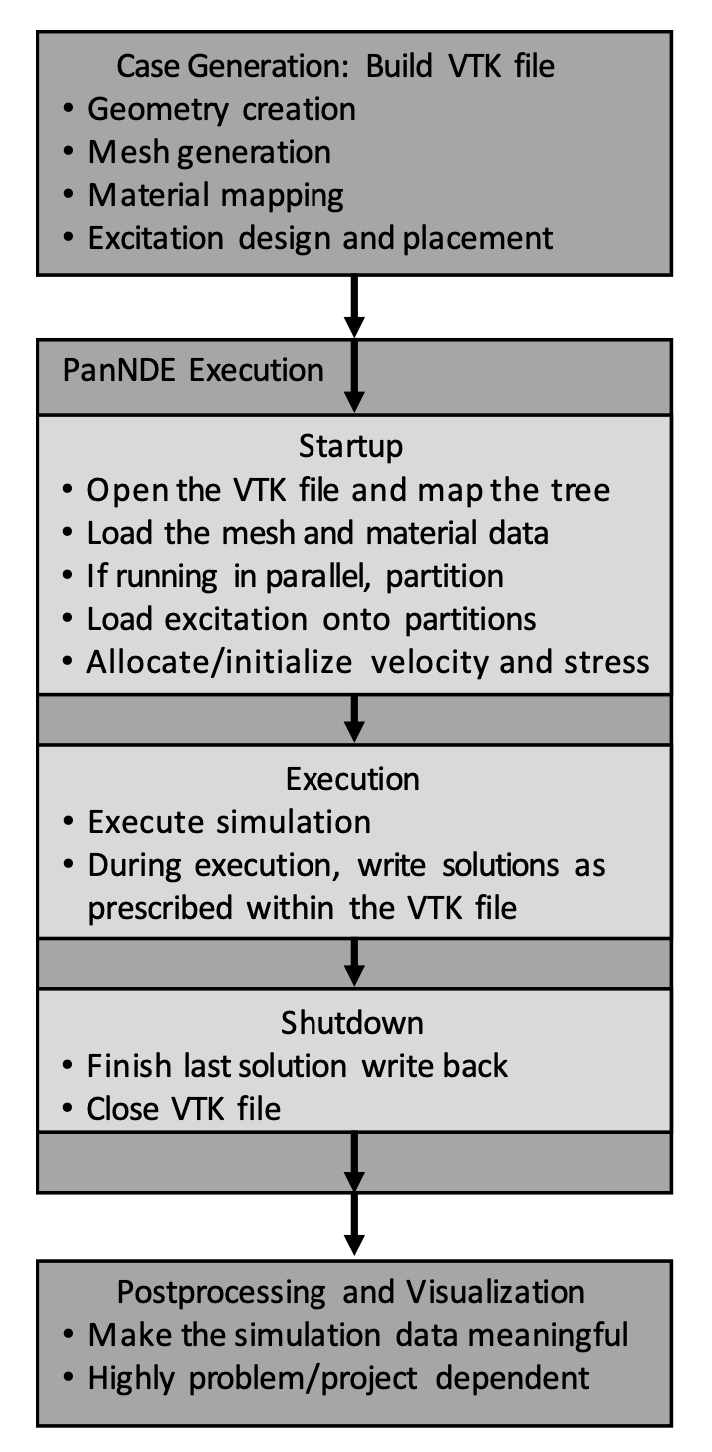 Case Generation: Build VTK file
• Geometry creation
• Mesh generation
• Material mapping
• Excitation design and placement
PanNDE Execution
Startup
• Open the VTK file and map the tree
• Load the mesh and material data
• If running in parallel, partition
• Load excitation onto partitions
• Allocate/initialize velocity and stress
Execution
• Execute simulation
• During execution, write solutions as
prescribed within the VTK file
Shutdown
• Finish last solution write back
• Close VTK file
Postprocessing and Visualization
• Make the simulation data meaningful
• Highly problem/project dependent